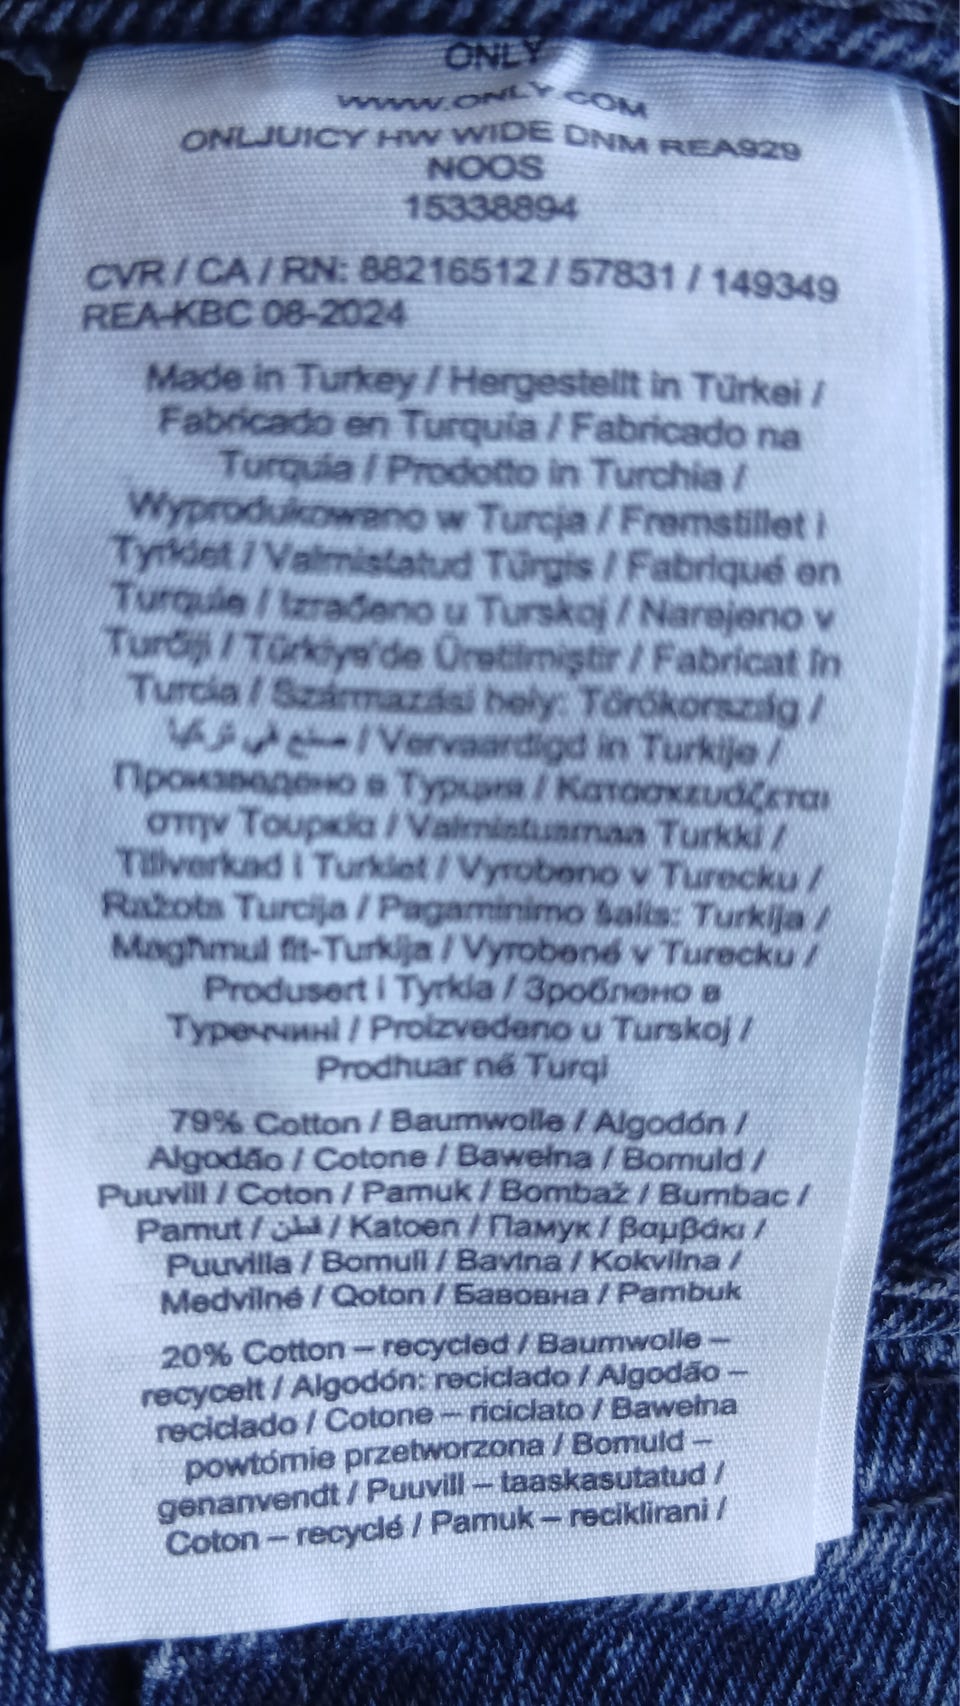 ONLY
WWW.ONLY.COM
ONLJUICY HW WIDE DNM REA929
NOOS
15338894
CVR / CA / RN: 88216512 / 57831 / 149349
REA-KBC 08-2024
Made in Turkey / Hergestellt in Türkei /
Fabricado en Turquía / Fabricado na
Turquia / Prodotto in Turchia /
Wyprodukowano w Turcja / Fremstillet i
Tyrkiet / Valmistatud Türgis / Fabriqué en
Turquie / Izrađeno u Turskoj / Narejeno v
Turčiji / Türkiye'de Üretilmiştir / Fabricat în
Turcia / Származási hely: Törökország /
صنع في تركيا / Vervaardigd in Turkije /
Произведено в Турция / Κατασκευάζεται
στην Τουρκία / Valmistusmaa Turkki /
Tillverkad i Turkiet / Vyrobeno v Turecku /
Ražots Turcija / Pagaminimo šalis: Turkija /
Magħmul fit-Turkija / Vyrobené v Turecku /
Produsert i Tyrkia / Зроблено в
Туреччині / Proizvedeno u Turskoj /
Prodhuar në Turqi
79% Cotton / Baumwolle / Algodón /
Algodão / Cotone / Bawełna / Bomuld /
Puuvill / Coton / Pamuk / Bombaž / Bumbac /
Pamut / قطن / Katoen / Памук / βαμβάκι /
Puuvilla / Bomull / Bavlna / Kokvilna /
Medvilné / Qoton / Бавовна / Pambuk
20% Cotton – recycled / Baumwolle –
recycelt / Algodón: reciclado / Algodão –
reciclado / Cotone – riciclato / Bawełna
powtórnie przetworzona / Bomuld –
genanvendt / Puuvill – taaskasutatud /
Coton – recyclé / Pamuk – reciklirani /